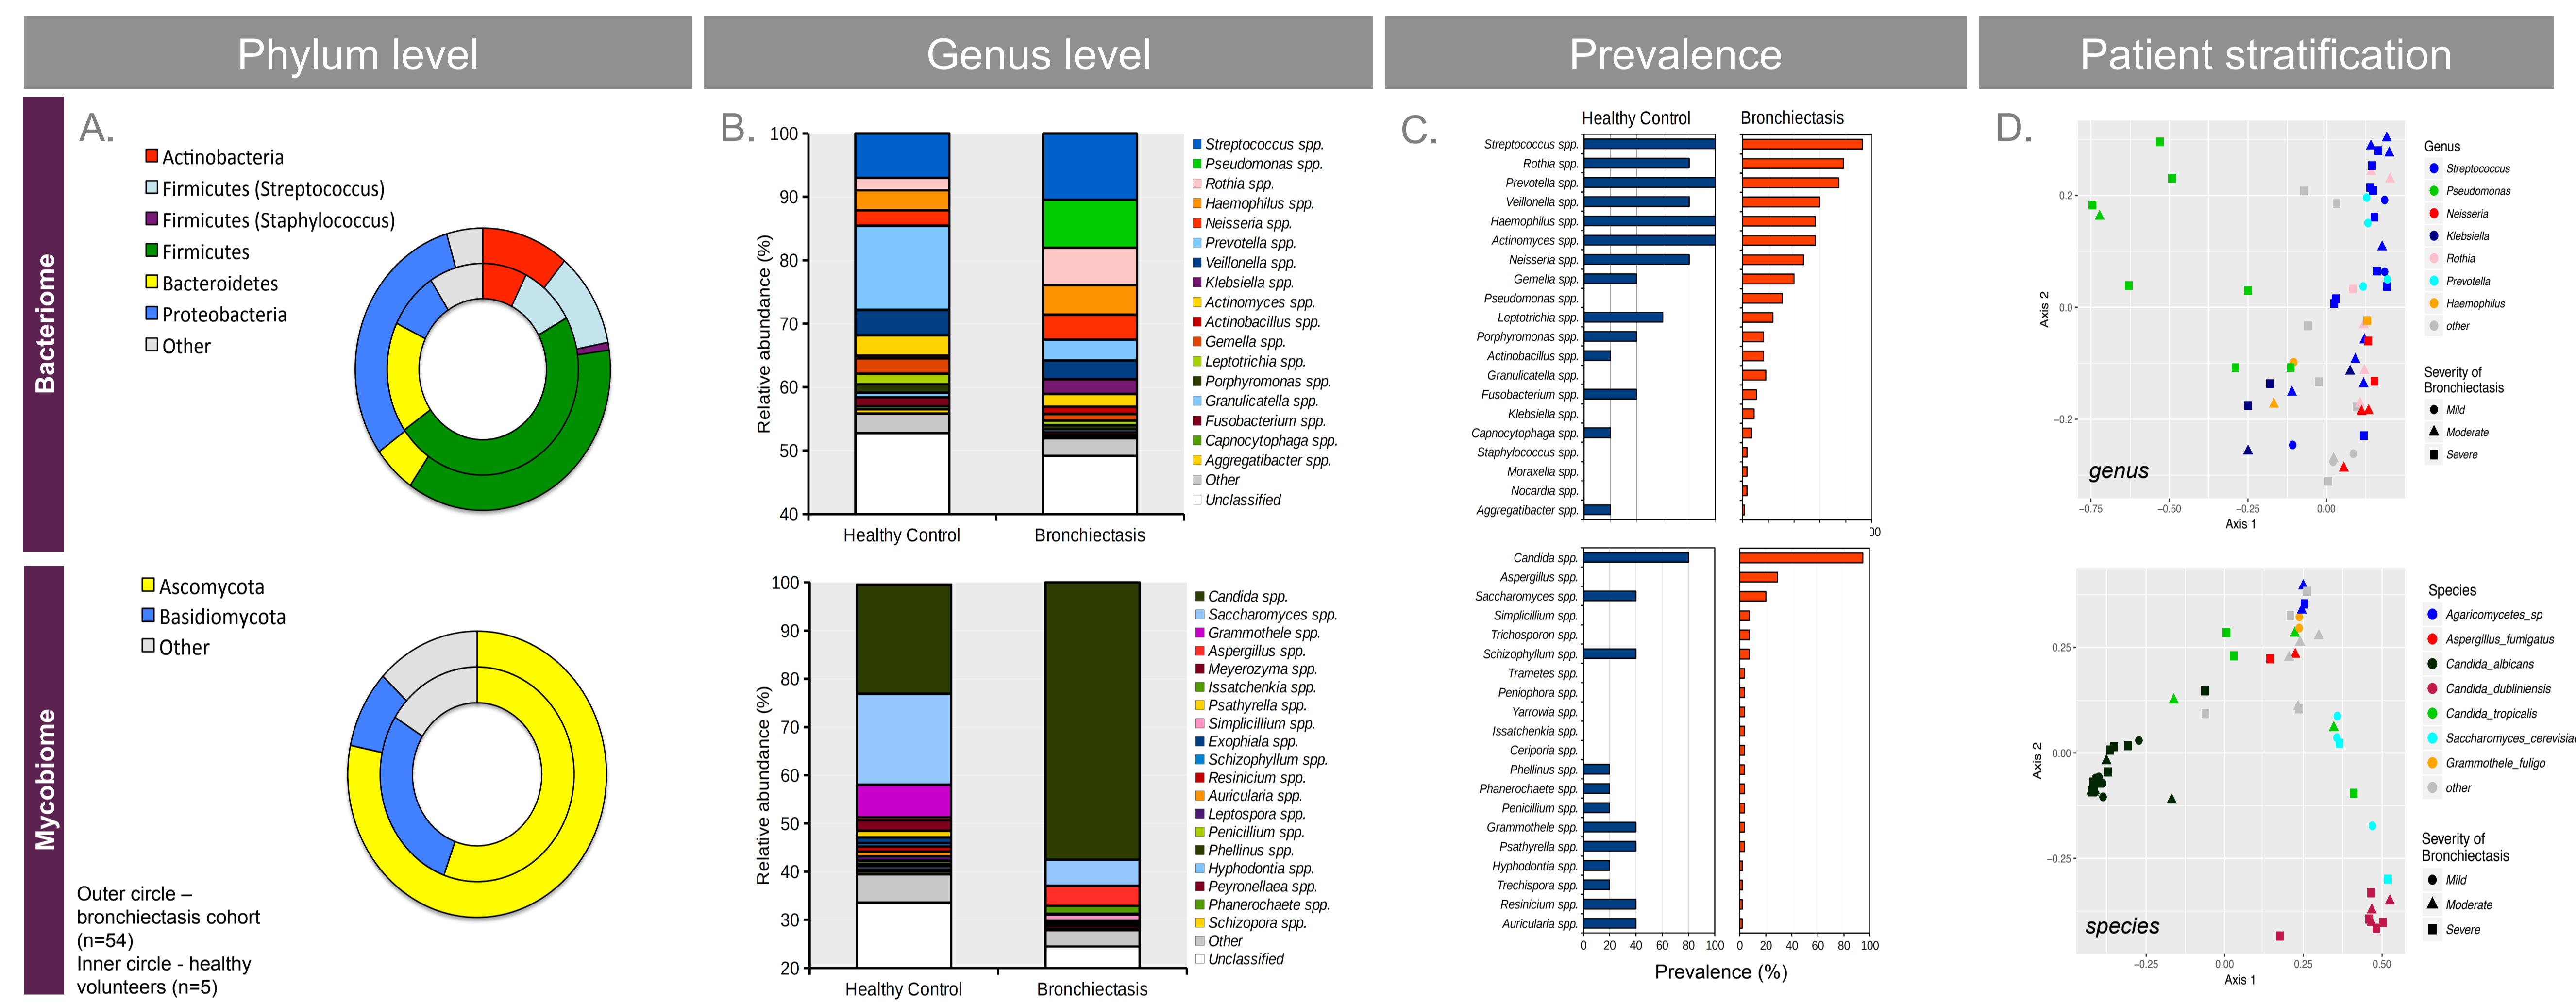 Phylum level
Genus level
Prevalence
Patient stratification
Bacteriome
A.
Actinobacteria
Firmicutes (Streptococcus)
Firmicutes (Staphylococcus)
Firmicutes
Bacteroidetes
Proteobacteria
Other
B.
Relative abundance (%)
100
90
80
70
60
50
40
Healthy Control
Bronchiectasis
Streptococcus spp.
Pseudomonas spp.
Rothia spp.
Haemophilus spp.
Neisseria spp.
Prevotella spp.
Veillonella spp.
Klebsiella spp.
Actinomyces spp.
Actinobacillus spp.
Gemella spp.
Leptotrichia spp.
Porphyromonas spp.
Granulicatella spp.
Fusobacterium spp.
Capnocytophaga spp.
Aggregatibacter spp.
Other
Unclassified
C.
Healthy Control
Bronchiectasis
Streptococcus spp.
Rothia spp.
Prevotella spp.
Veillonella spp.
Haemophilus spp.
Actinomyces spp.
Neisseria spp.
Gemella spp.
Pseudomonas spp.
Leptotrichia spp.
Porphyromonas spp.
Actinobacillus spp.
Granulicatella spp.
Fusobacterium spp.
Klebsiella spp.
Capnocytophaga spp.
Staphylococcus spp.
Moraxella spp.
Nocardia spp.
Aggregatibacter spp.
00
D.
Axis 2
0.2
0.0
−0.2
genus
−0.75
−0.50
−0.25
0.00
Axis 1
Genus
Streptococcus
Pseudomonas
Neisseria
Klebsiella
Rothia
Prevotella
Haemophilus
other
Severity of
Bronchiectasis
Mild
Moderate
Severe
Mycobiome
Ascomycota
Basidiomycota
Other
Outer circle –
bronchiectasis cohort
(n=54)
Inner circle - healthy
volunteers (n=5)
Relative abundance (%)
100
90
80
70
60
50
40
30
20
Healthy Control
Bronchiectasis
Candida spp.
Saccharomyces spp.
Grammothele spp.
Aspergillus spp.
Meyerozyma spp.
Issatchenkia spp.
Psathyrella spp.
Simplicillium spp.
Exophiala spp.
Schizophyllum spp.
Resinicium spp.
Auricularia spp.
Leptospora spp.
Penicillium spp.
Phellinus spp.
Hyphodontia spp.
Peyronellaea spp.
Phanerochaete spp.
Schizopora spp.
Other
Unclassified
Candida spp.
Aspergillus spp.
Saccharomyces spp.
Simplicillium spp.
Trichosporon spp.
Schizophyllum spp.
Trametes spp.
Peniophora spp.
Yarrowia spp.
Issatchenkia spp.
Ceriporia spp.
Phellinus spp.
Phanerochaete spp.
Penicillium spp.
Grammothele spp.
Psathyrella spp.
Hyphodontia spp.
Trechispora spp.
Resinicium spp.
Auricularia spp.
0 20 40 60 80 100
0 20 40 60 80 100
Prevalence (%)
Axis 2
0.25
0.00
−0.25
species
−0.25
0.00
0.25
0.50
Axis 1
Species
Agaricomycetes_sp
Aspergillus_fumigatus
Candida_albicans
Candida_dubliniensis
Candida_tropicalis
Saccharomyces_cerevisiae
Grammothele_fuligo
other
Severity of
Bronchiectasis
Mild
Moderate
Severe